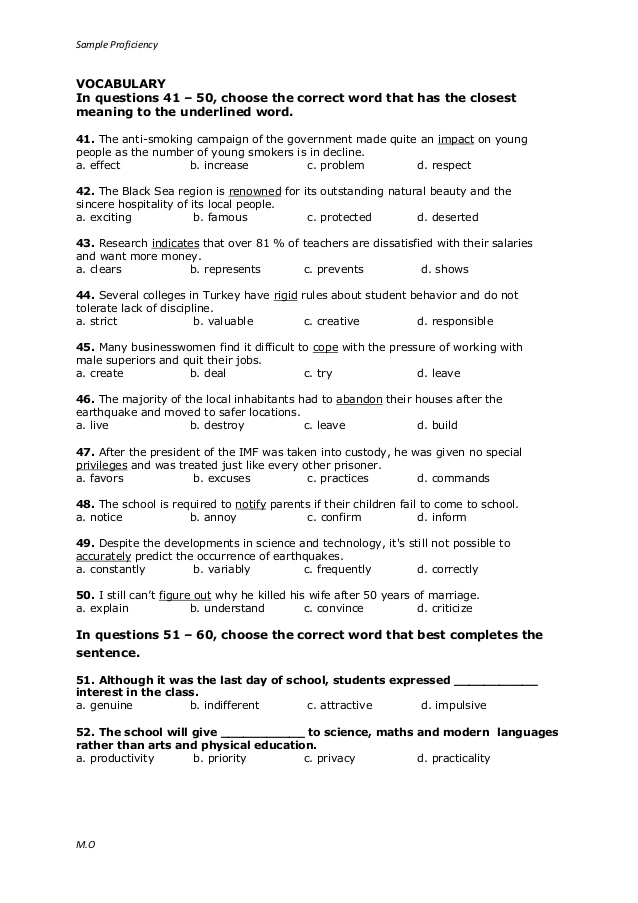 Sample Proficiency
VOCABULARY
In questions 41 – 50, choose the correct word that has the closest
meaning to the underlined word.
41. The anti-smoking campaign of the government made quite an impact on young
people as the number of young smokers is in decline.
a. effect b. increase c. problem d. respect
42. The Black Sea region is renowned for its outstanding natural beauty and the
sincere hospitality of its local people.
a. exciting b. famous c. protected d. deserted
43. Research indicates that over 81 % of teachers are dissatisfied with their salaries
and want more money.
a. clears b. represents c. prevents d. shows
44. Several colleges in Turkey have rigid rules about student behavior and do not
tolerate lack of discipline.
a. strict b. valuable c. creative d. responsible
45. Many businesswomen find it difficult to cope with the pressure of working with
male superiors and quit their jobs.
a. create b. deal c. try d. leave
46. The majority of the local inhabitants had to abandon their houses after the
earthquake and moved to safer locations.
a. live b. destroy c. leave d. build
47. After the president of the IMF was taken into custody, he was given no special
privileges and was treated just like every other prisoner.
a. favors b. excuses c. practices d. commands
48. The school is required to notify parents if their children fail to come to school.
a. notice b. annoy c. confirm d. inform
49. Despite the developments in science and technology, it's still not possible to
accurately predict the occurrence of earthquakes.
a. constantly b. variably c. frequently d. correctly
50. I still can’t figure out why he killed his wife after 50 years of marriage.
a. explain b. understand c. convince d. criticize
In questions 51 – 60, choose the correct word that best completes the
sentence.
51. Although it was the last day of school, students expressed ___________
interest in the class.
a. genuine b. indifferent c. attractive d. impulsive
52. The school will give ___________ to science, maths and modern languages
rather than arts and physical education.
a. productivity b. priority c. privacy d. practicality
M.O